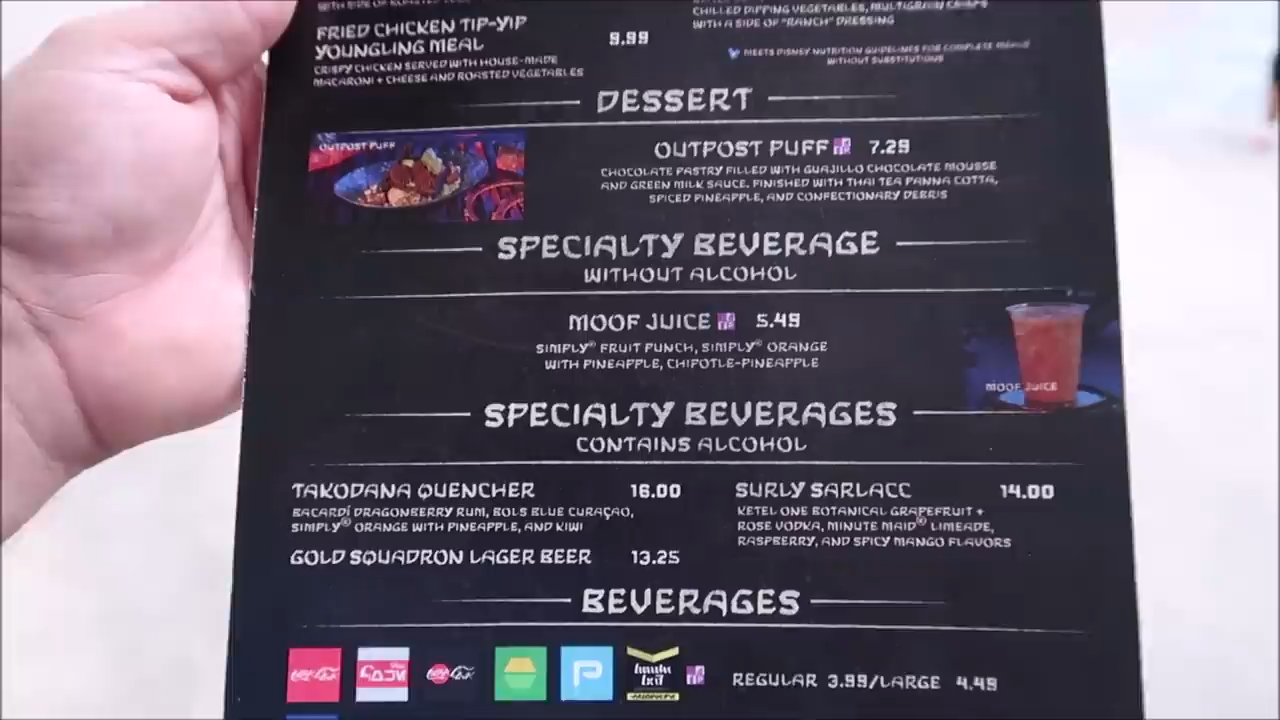 WITH SIDE OF ROASTED
FRIED CHICKEN TIP-YIP
YOUNGLING MEAL 9.99
CRISPY CHICKEN SERVED WITH HOUSE-MADE
MACARONI + CHEESE AND ROASTED VEGETABLES
CHILLED DIPPING VEGETABLES, MULTIGRAIN CRISPS
WITH A SIDE OF "RANCH" DRESSING
MEETS DISNEY NUTRITION GUIDELINES FOR COMPLETE MEALS
WITHOUT SUBSTITUTIONS
DESSERT
OUTPOST PUFF
OUTPOST PUFF 7.29
CHOCOLATE PASTRY FILLED WITH GUAJILLO CHOCOLATE MOUSSE
AND GREEN MILK SAUCE. FINISHED WITH THAI TEA PANNA COTTA,
SPICED PINEAPPLE, AND CONFECTIONARY DEBRIS
SPECIALTY BEVERAGE
WITHOUT ALCOHOL
MOOF JUICE 5.49
SIMPLY® FRUIT PUNCH, SIMPLY® ORANGE
WITH PINEAPPLE, CHIPOTLE-PINEAPPLE
MOOF JUICE
SPECIALTY BEVERAGES
CONTAINS ALCOHOL
TAKODANA QUENCHER 16.00
BACARDÍ DRAGONBERRY RUM, BOLS BLUE CURAÇAO,
SIMPLY® ORANGE WITH PINEAPPLE, AND KIWI
GOLD SQUADRON LAGER BEER 13.25
SURLY SARLACC 14.00
KETEL ONE BOTANICAL GRAPEFRUIT +
ROSE VODKA, MINUTE MAID® LIMEADE,
RASPBERRY, AND SPICY MANGO FLAVORS
BEVERAGES
REGULAR 3.99/LARGE 4.49